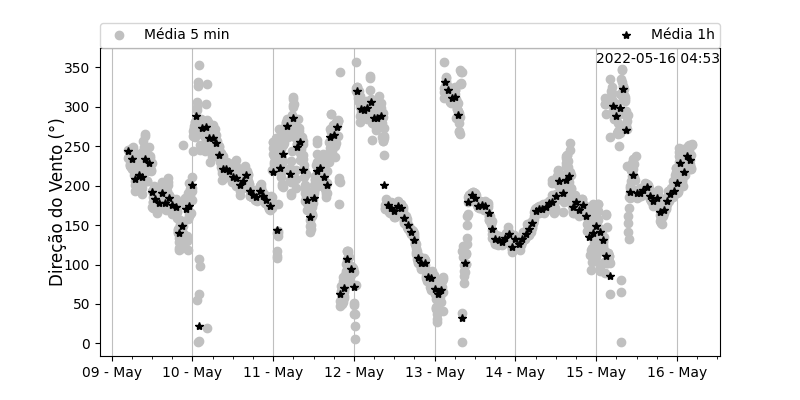 Média 5 min
Média 1h
2022-05-16 04:53
Direção do Vento (°)
350
300
250
200
150
100
50
0
09 - May
10 - May
11 - May
12 - May
13 - May
14 - May
15 - May
16 - May